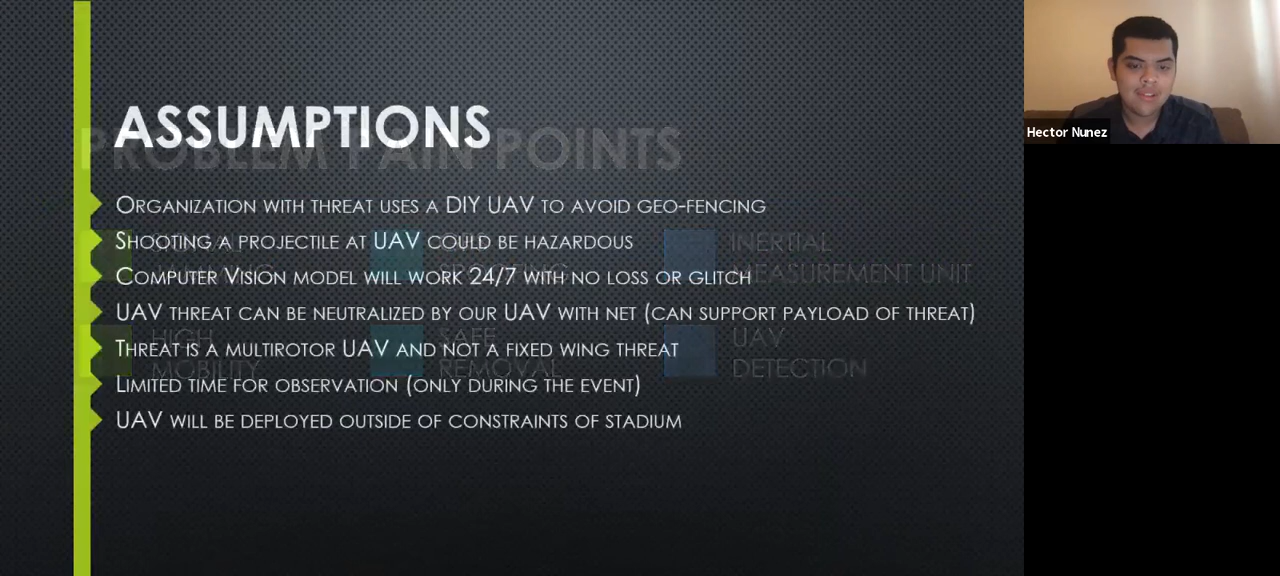 ASSUMPTIONS
PROBLEM PAIN POINTS
ORGANIZATION WITH THREAT USES A DIY UAV TO AVOID GEO-FENCING
SHOOTING A PROJECTILE AT UAV COULD BE HAZARDOUS
COMPUTER VISION MODEL WILL WORK 24/7 WITH NO LOSS OR GLITCH
UAV THREAT CAN BE NEUTRALIZED BY OUR UAV WITH NET (CAN SUPPORT PAYLOAD OF THREAT)
THREAT IS A MULTIROTOR UAV AND NOT A FIXED WING THREAT
LIMITED TIME FOR OBSERVATION (ONLY DURING THE EVENT)
UAV WILL BE DEPLOYED OUTSIDE OF CONSTRAINTS OF STADIUM
INERTIAL
MEASUREMENT UNIT
HIGH
MOBILITY
SAFE
REMOVAL
UAV
DETECTION
Hector Nunez